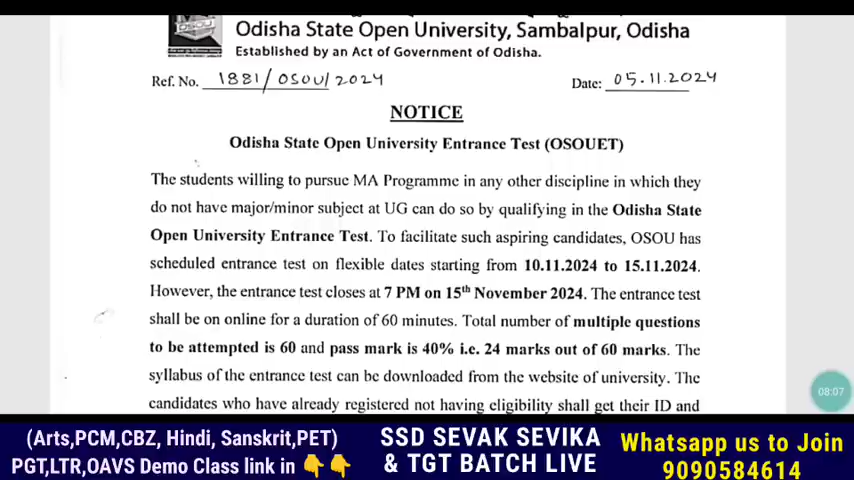 Odisha State Open University, Sambalpur, Odisha
Established by an Act of Government of Odisha.
Ref. No. 1881/OSOU/2024 Date: 05.11.2024
NOTICE
Odisha State Open University Entrance Test (OSOUET)
The students willing to pursue MA Programme in any other discipline in which they
do not have major/minor subject at UG can do so by qualifying in the Odisha State
Open University Entrance Test. To facilitate such aspiring candidates, OSOU has
scheduled entrance test on flexible dates starting from 10.11.2024 to 15.11.2024.
However, the entrance test closes at 7 PM on 15th November 2024. The entrance test
shall be on online for a duration of 60 minutes. Total number of multiple questions
to be attempted is 60 and pass mark is 40% i.e. 24 marks out of 60 marks. The
syllabus of the entrance test can be downloaded from the website of university. The
candidates who have already registered not having eligibility shall get their ID and
08:07
(Arts,PCM,CBZ, Hindi, Sanskrit,PET)
PGT,LTR,OAVS Demo Class link in 👇👇
SSD SEVAK SEVIKA
& TGT BATCH LIVE
Whatsapp us to Join
9090584614